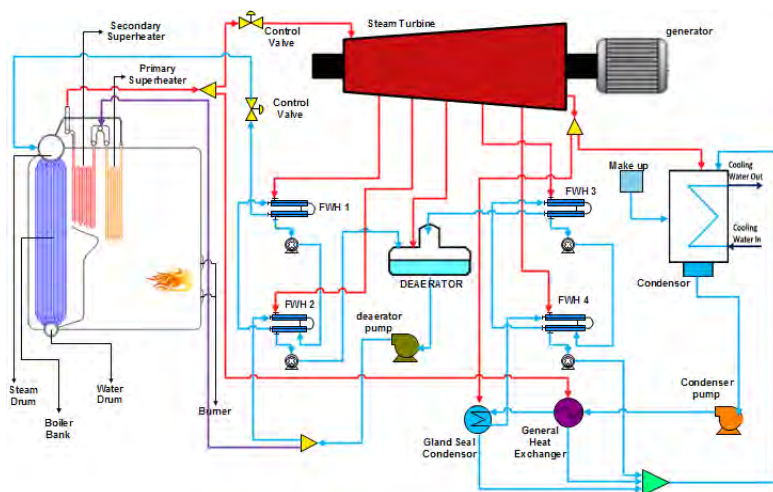 Secondary
Superheater
Control
Valve
Steam Turbine
generator
Primary
Superheater
Control
Valve
Make up
Cooling
Water Out
Cooling
Water In
FWH 1
FWH 3
DEAERATOR
Condensor
FWH 2
FWH 4
deaerator
pump
Steam
Drum
Water
Drum
Burner
Boiler
Bank
Gland Seal
Condensor
General
Heat
Exchanger
Condenser
pump